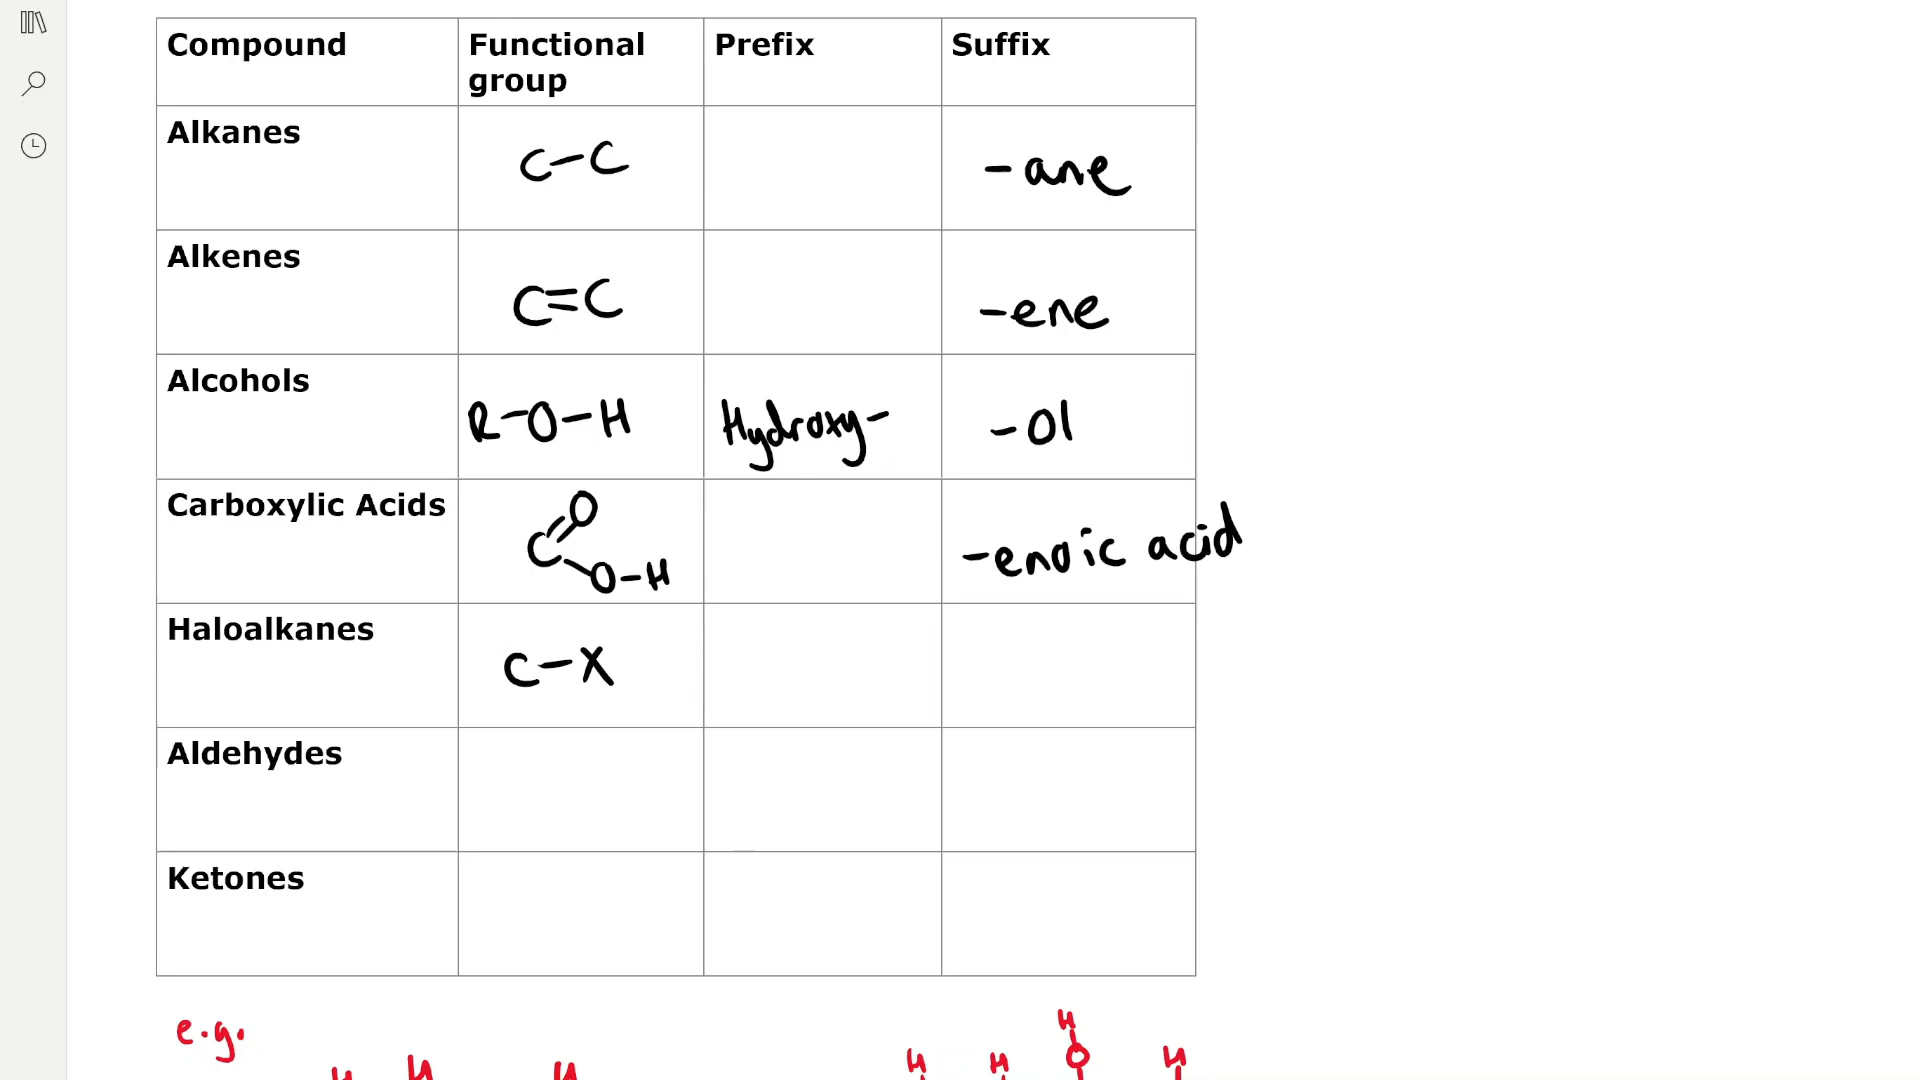 Compound Functional group Prefix Suffix
Alkanes C-C -ane
Alkenes C=C -ene
Alcohols R-O-H Hydroxy- -ol
Carboxylic Acids C=O O-H -enoic acid
Haloalkanes C-X
Aldehydes
Ketones
e.g.
H
H H H H H O H